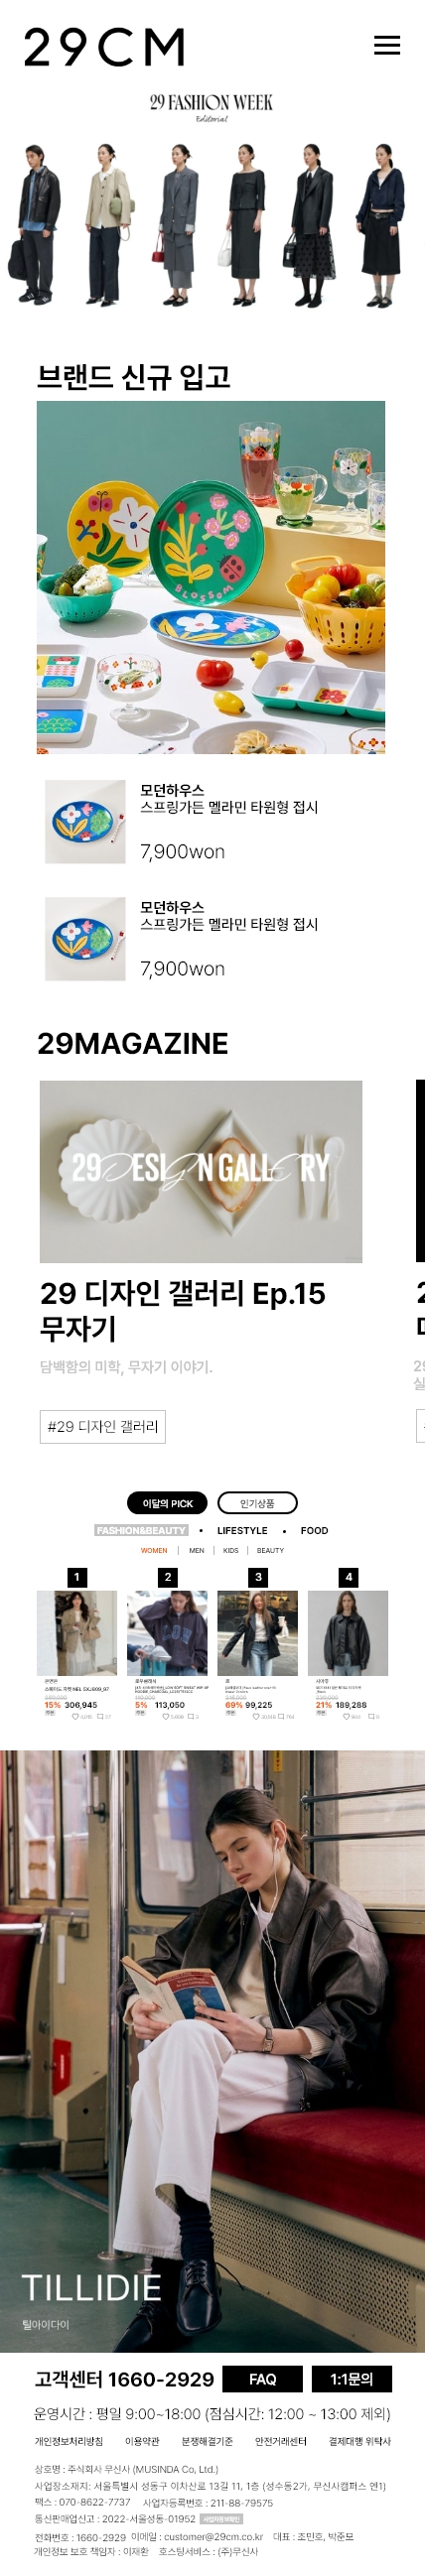 29CM
29 FASHION WEEK
Editorial
브랜드 신규 입고
BLOSSOM
모던하우스
스프링가든 멜라민 타원형 접시
7,900won
모던하우스
스프링가든 멜라민 타원형 접시
7,900won
29MAGAZINE
29 DESIGN GALLERY
29 디자인 갤러리 Ep.15
무자기
담백함의 미학, 무자기 이야기.
#29 디자인 갤러리
이달의 PICK 인기상품
FASHION&BEAUTY • LIFESTYLE • FOOD
WOMEN | MEN | KIDS | BEAUTY
1 2 3 4
15% 306,945
5% 113,050
69% 99,225
21% 189,288
TILLIDIE
틸아이다이
고객센터 1660-2929 FAQ 1:1문의
운영시간 : 평일 9:00~18:00 (점심시간: 12:00 ~ 13:00 제외)
개인정보처리방침 이용약관 분쟁해결기준 안전거래센터 결제대행 위탁사
상호명 : 주식회사 무신사 (MUSINDA Co, Ltd.)
사업장소재지: 서울특별시 성동구 이차산로 13길 11, 1층 (성수동2가, 무신사캠퍼스 엔1)
팩스 : 070-8622-7737 사업자등록번호 : 211-88-79575
통신판매업신고 : 2022-서울성동-01952 사업자정보확인
전화번호 : 1660-2929 이메일 : customer@29cm.co.kr 대표 : 조민호, 박준모
개인정보 보호 책임자 : 이재환 호스팅서비스 : (주)무신사